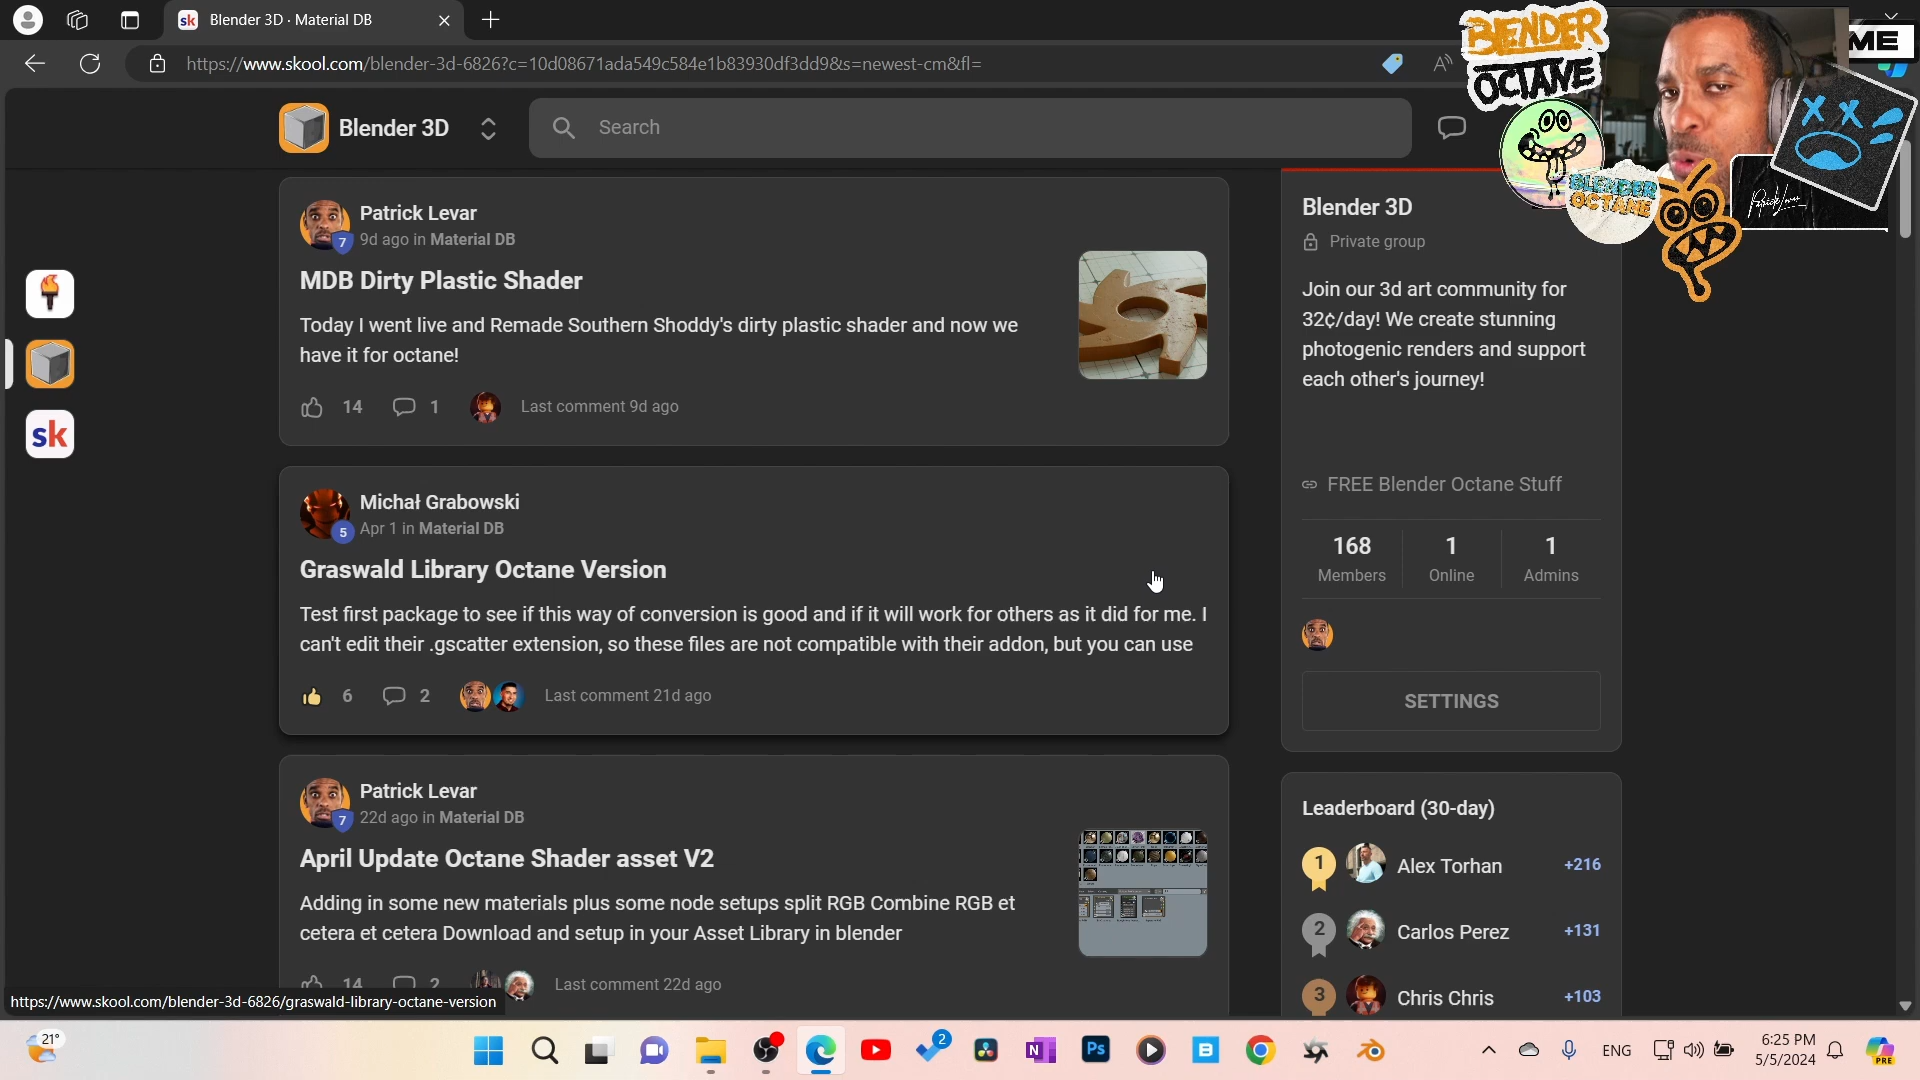 Blender 3D · Material DB
https://www.skool.com/blender-3d-6826?c=10d08671ada549c584e1b83930df3dd9&s=newest-cm&fl=
BENDER
OCTANE
ME
Blender 3D
Search
BLENDER
OCTANE
Patrick Levar
7
9d ago in Material DB
MDB Dirty Plastic Shader
Today I went live and Remade Southern Shoddy's dirty plastic shader and now we
have it for octane!
14
1
Last comment 9d ago
Michał Grabowski
5
Apr 1 in Material DB
Graswald Library Octane Version
Test first package to see if this way of conversion is good and if it will work for others as it did for me. I
can't edit their .gscatter extension, so these files are not compatible with their addon, but you can use
6
2
Last comment 21d ago
Patrick Levar
7
22d ago in Material DB
April Update Octane Shader asset V2
Adding in some new materials plus some node setups split RGB Combine RGB et
cetera et cetera Download and setup in your Asset Library in blender
14
2
Last comment 22d ago
sk
Blender 3D
Private group
Join our 3d art community for
32¢/day! We create stunning
photogenic renders and support
each other's journey!
FREE Blender Octane Stuff
168
Members
1
Online
1
Admins
SETTINGS
Leaderboard (30-day)
1
Alex Torhan
+216
2
Carlos Perez
+131
3
Chris Chris
+103
https://www.skool.com/blender-3d-6826/graswald-library-octane-version
21°
2
N
Ps
B
ENG
6:25 PM
5/5/2024
PRE